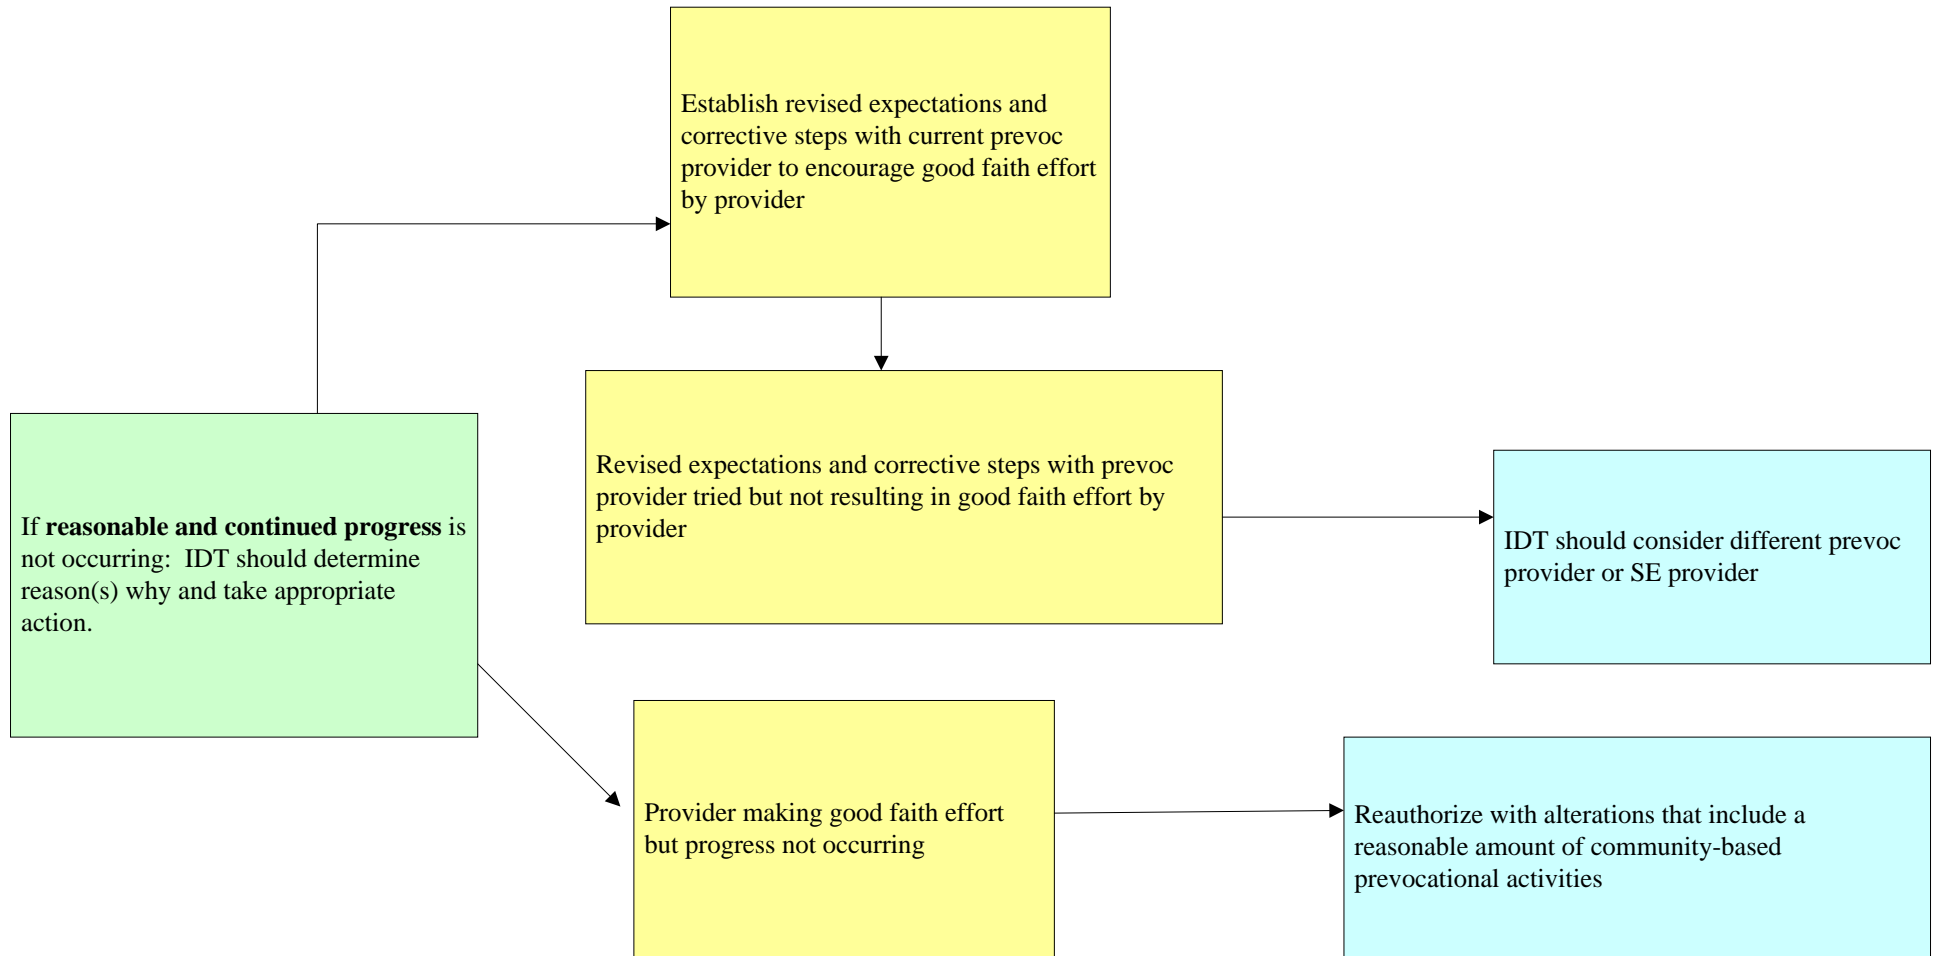 Establish revised expectations and
corrective steps with current prevoc
provider to encourage good faith effort
by provider
Revised expectations and corrective steps with prevoc
provider tried but not resulting in good faith effort by
provider
If reasonable and continued progress is
not occurring:  IDT should determine
reason(s) why and take appropriate
action.
IDT should consider different prevoc
provider or SE provider
Provider making good faith effort
but progress not occurring
Reauthorize with alterations that include a
reasonable amount of community-based
prevocational activities